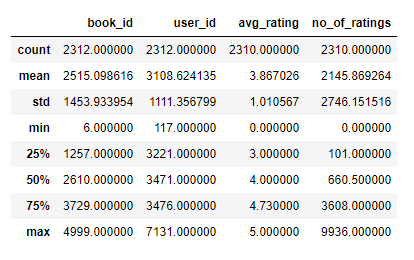 book_id user_id avg_rating no_of_ratings
count 2312.000000 2312.000000 2310.000000 2310.000000
mean 2515.098616 3108.624135 3.867026 2145.869264
std 1453.933954 1111.356799 1.010567 2746.151516
min 6.000000 117.000000 0.000000 0.000000
25% 1257.000000 3221.000000 3.000000 101.000000
50% 2610.000000 3471.000000 4.000000 660.500000
75% 3729.000000 3476.000000 4.730000 3608.000000
max 4999.000000 7131.000000 5.000000 9936.000000